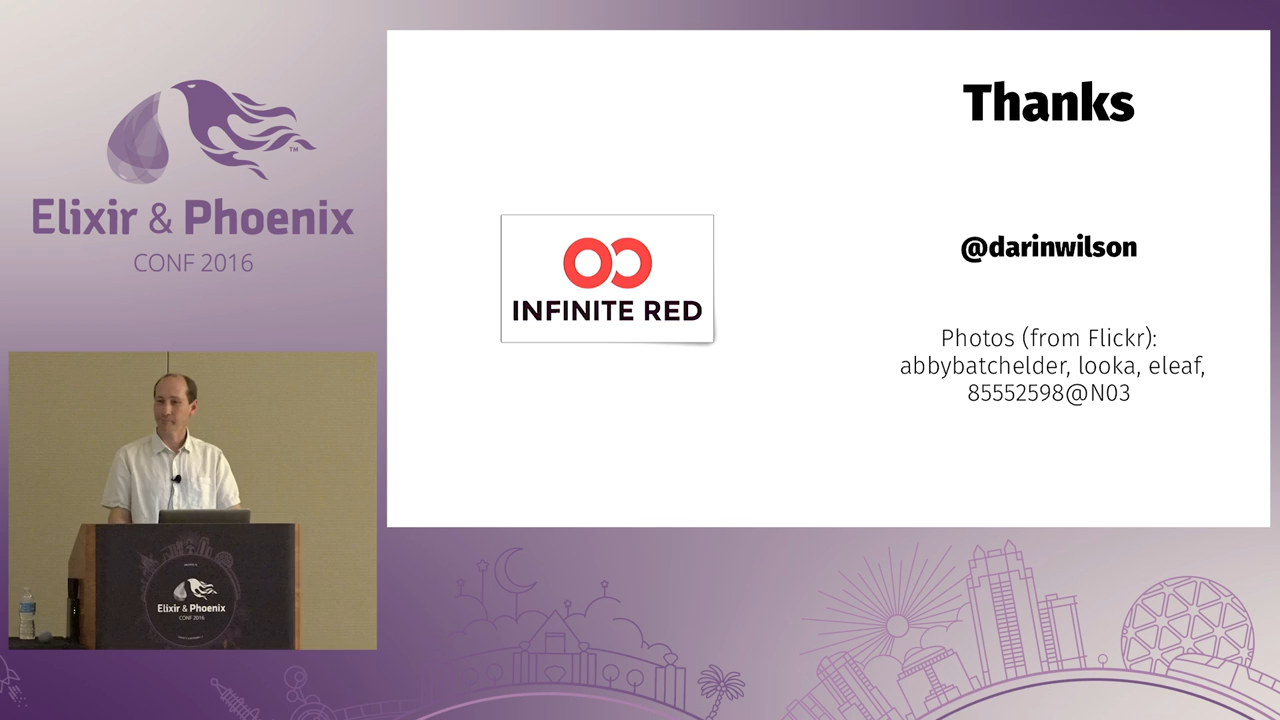 Elixir & Phoenix
™
CONF 2016
Thanks
@darinwilson
INFINITE RED
Photos (from Flickr):
abbybatchelder, looka, eleaf,
85552598@N03
Elixir & Phoenix
CONF 2016